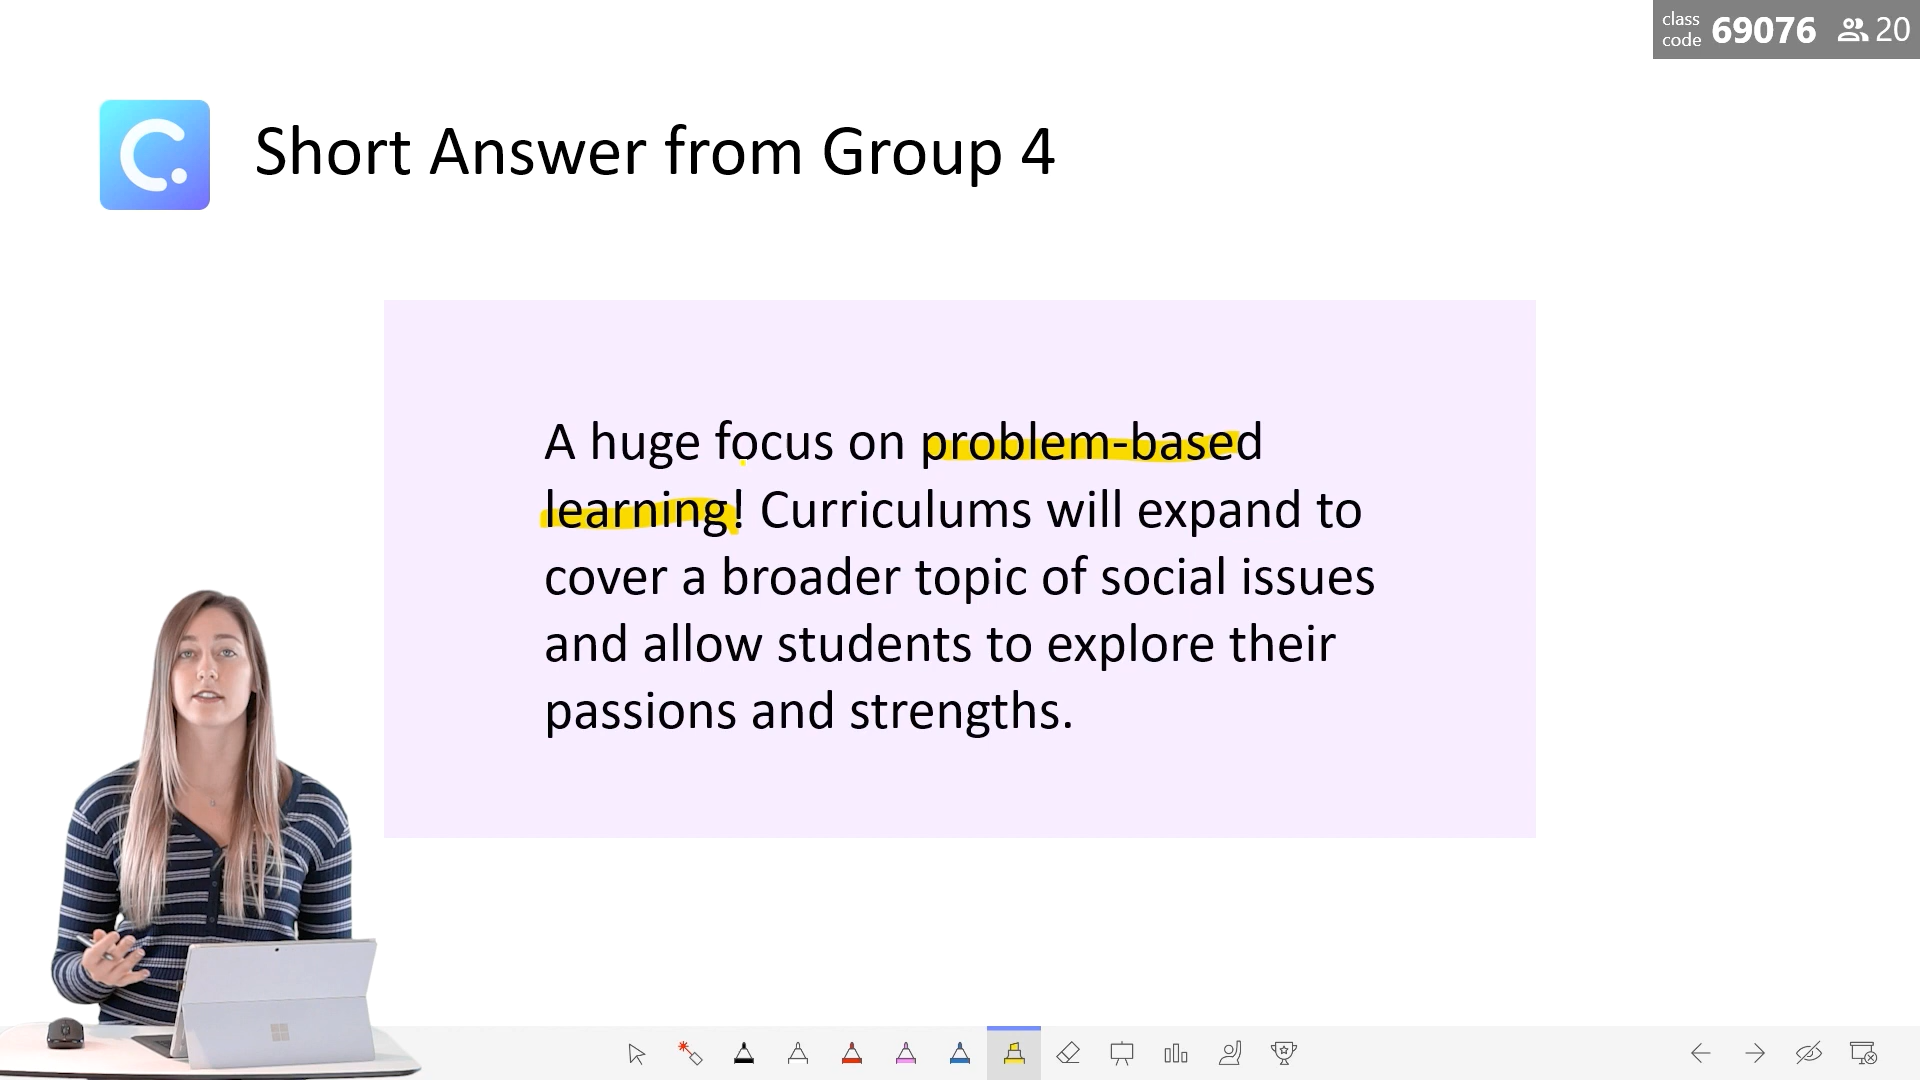 class code 69076 20
Short Answer from Group 4
A huge focus on problem-based
learning! Curriculums will expand to
cover a broader topic of social issues
and allow students to explore their
passions and strengths.